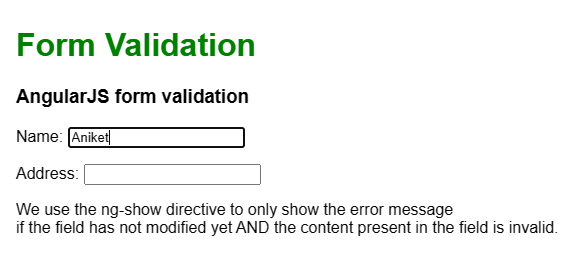 Form Validation
AngularJS form validation
Name: Aniket
Address:
We use the ng-show directive to only show the error message
if the field has not modified yet AND the content present in the field is invalid.